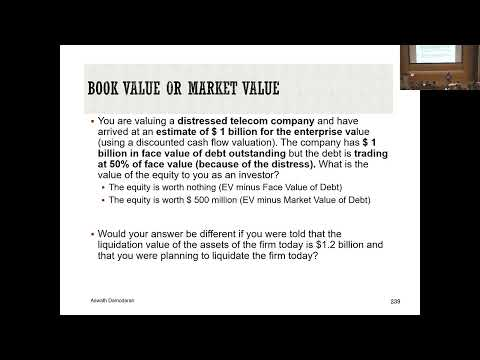 BOOK VALUE OR MARKET VALUE
You are valuing a distressed telecom company and have
arrived at an estimate of $ 1 billion for the enterprise value
(using a discounted cash flow valuation). The company has $ 1
billion in face value of debt outstanding but the debt is trading
at 50% of face value (because of the distress). What is the
value of the equity to you as an investor?
The equity is worth nothing (EV minus Face Value of Debt)
The equity is worth $ 500 million (EV minus Market Value of Debt)
Would your answer be different if you were told that the
liquidation value of the assets of the firm today is $1.2 billion and
that you were planning to liquidate the firm today?
Aswath Damodaran
239